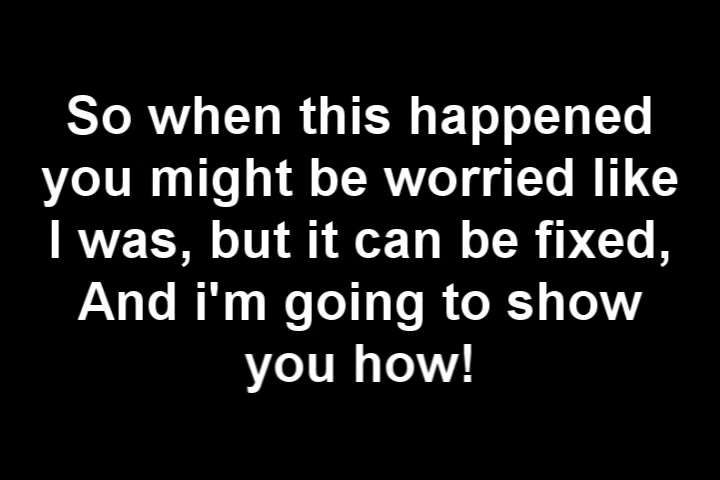 So when this happened
you might be worried like
I was, but it can be fixed,
And i'm going to show
you how!